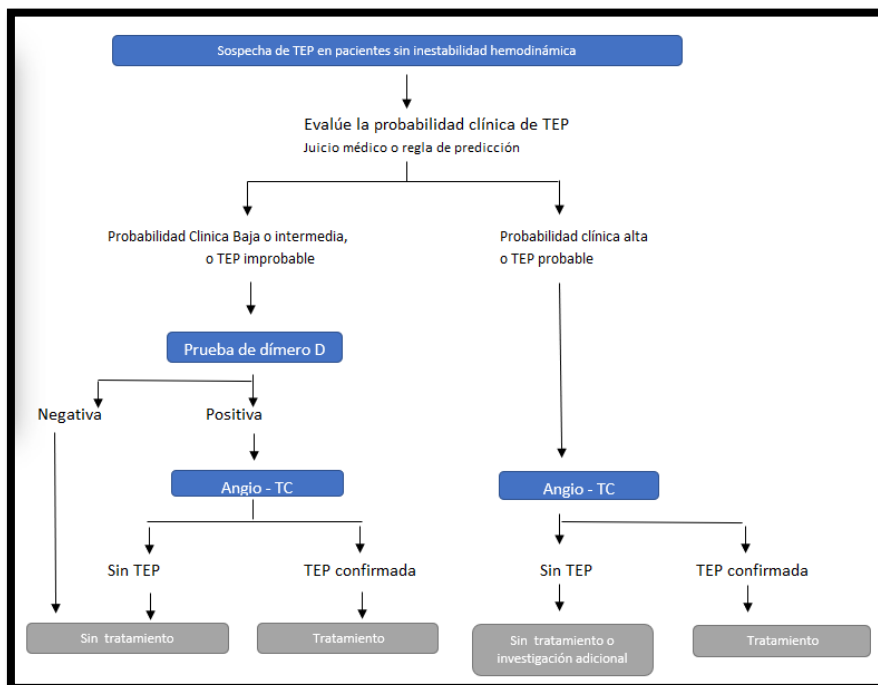 Sospecha de TEP en pacientes sin inestabilidad hemodinámica
Evalúe la probabilidad clínica de TEP
Juicio médico o regla de predicción
Probabilidad Clinica Baja o intermedia,
o TEP improbable
Probabilidad clínica alta
o TEP probable
Prueba de dímero D
Negativa
Positiva
Angio - TC
Angio - TC
Sin TEP
TEP confirmada
Sin TEP
TEP confirmada
Sin tratamiento
Tratamiento
Sin tratamiento o
investigación adicional
Tratamiento